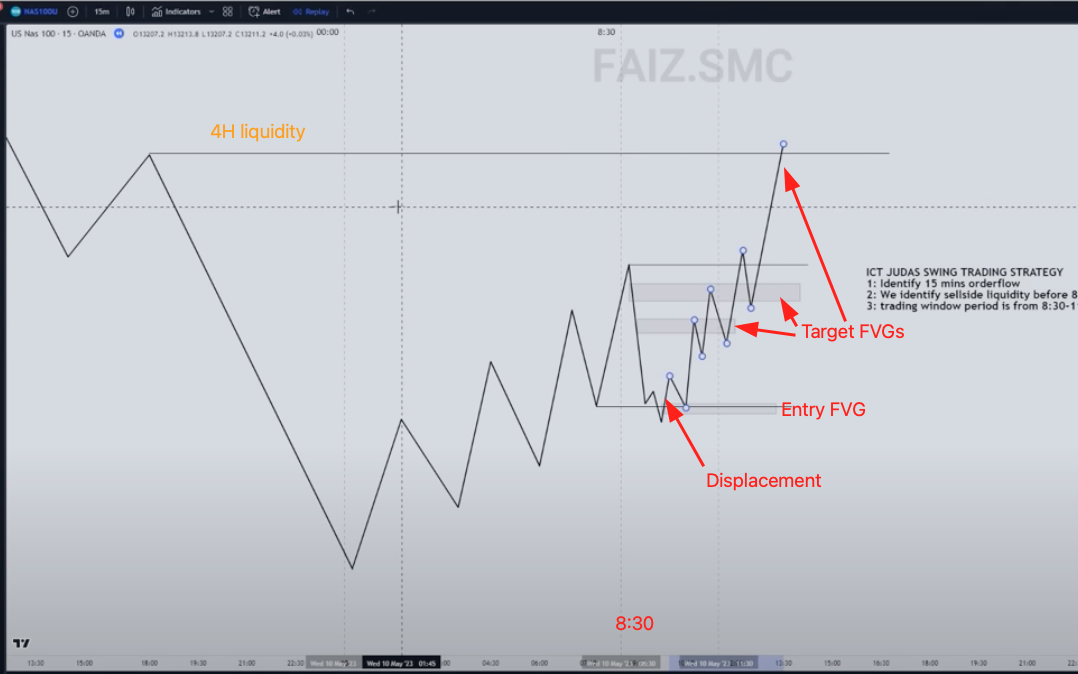 NAS100U 15m Indicators Alert Replay
US Nas 100 · 15 · OANDA O13207.2 H13213.8 L13207.2 C13211.2 +4.0 (+0.03%) 00:00 8:30
FAIZ.SMC
4H liquidity
ICT JUDAS SWING TRADING STRATEGY
1: Identify 15 mins orderflow
2: We identify sellside liquidity before 8
3: trading window period is from 8:30-1
Target FVGs
Entry FVG
Displacement
8:30
13:30 15:00 18:00 19:30 21:00 22:30 Wed 10 May '23 Wed 10 May '23 01:45 :00 04:30 06:00 Wed 10 May '23 08:30 Wed 10 May '23 11:30 13:30 15:00 16:30 18:00 19:30 21:00 22: